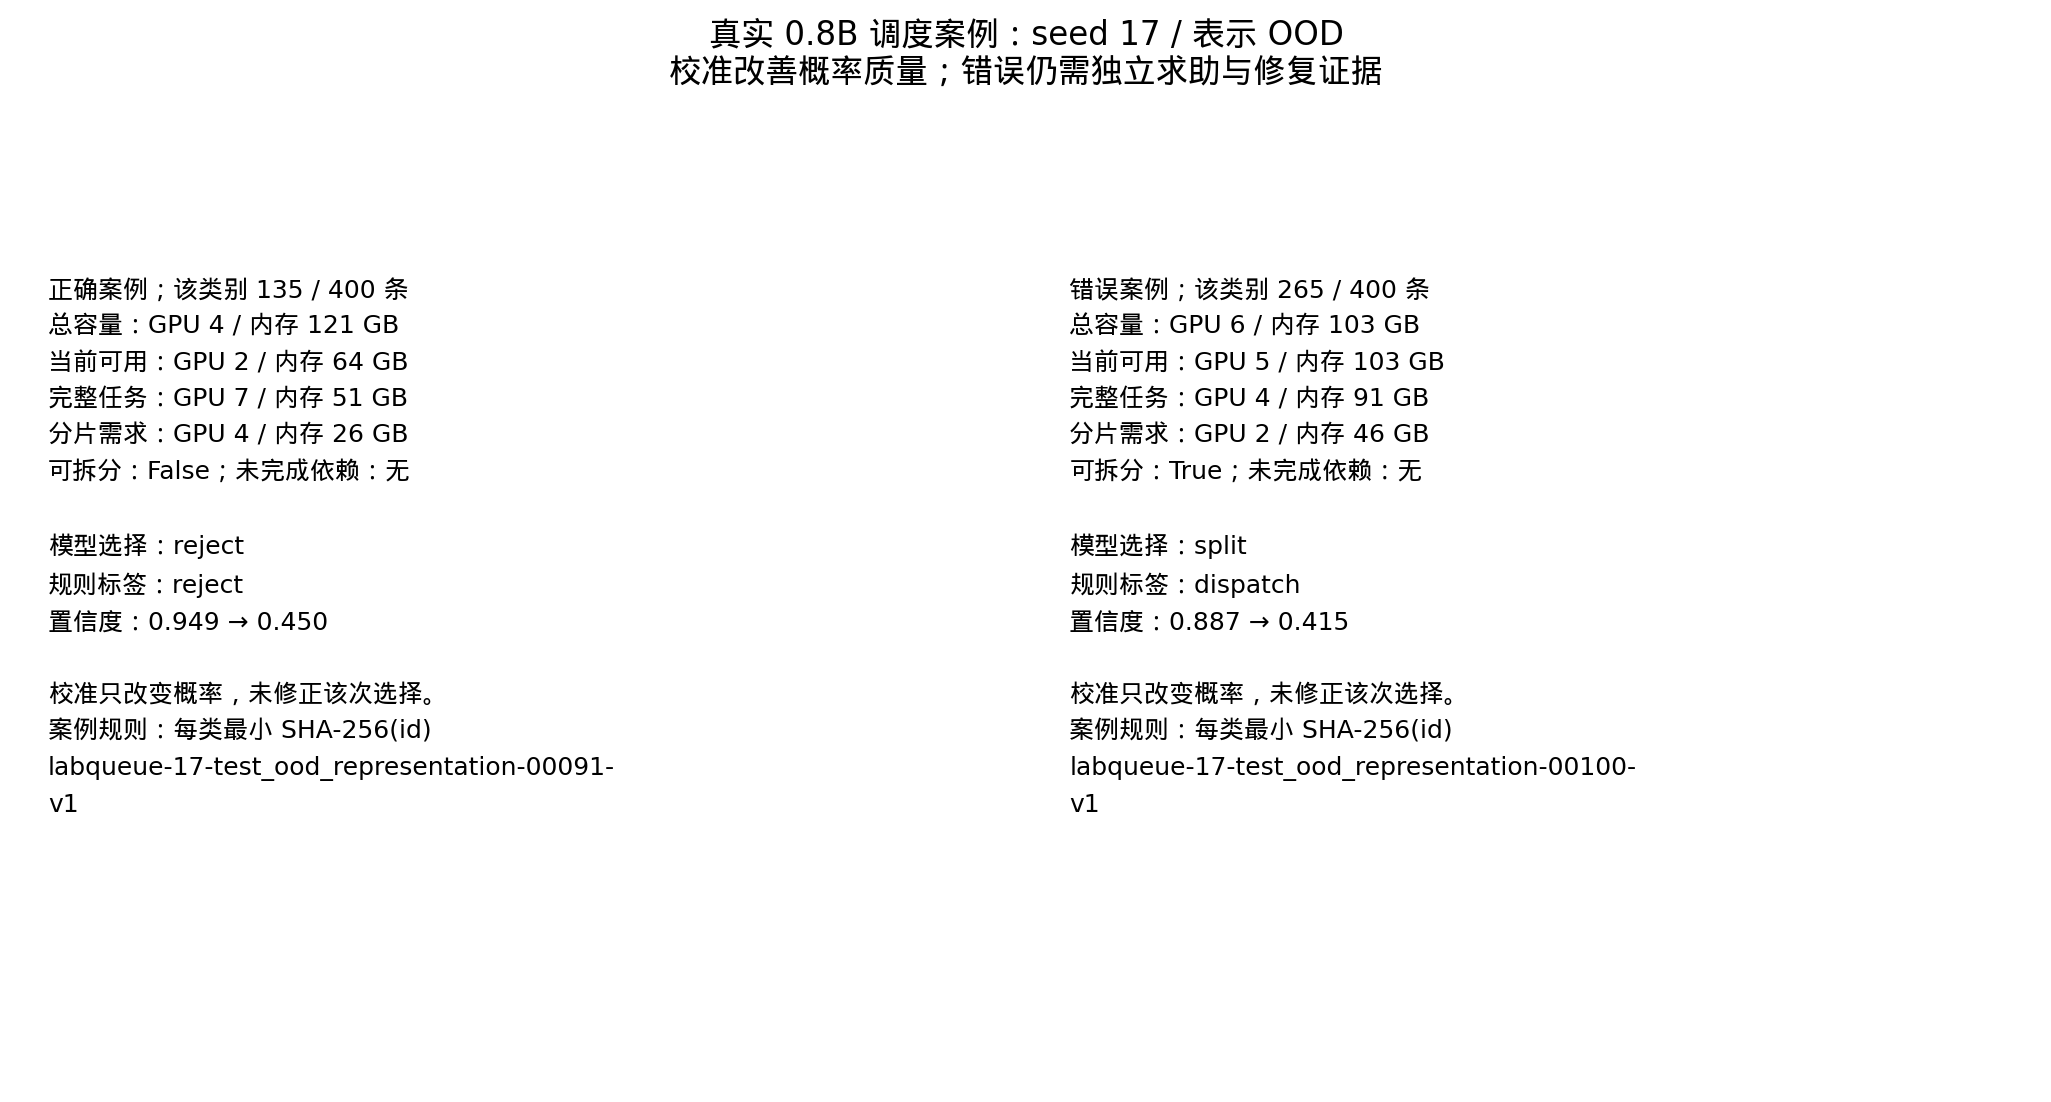 真实 0.8B 调度案例：seed 17 / 表示 OOD
校准改善概率质量；错误仍需独立求助与修复证据
正确案例；该类别 135 / 400 条
总容量：GPU 4 / 内存 121 GB
当前可用：GPU 2 / 内存 64 GB
完整任务：GPU 7 / 内存 51 GB
分片需求：GPU 4 / 内存 26 GB
可拆分：False；未完成依赖：无
模型选择：reject
规则标签：reject
置信度：0.949 → 0.450
校准只改变概率，未修正该次选择。
案例规则：每类最小 SHA-256(id)
labqueue-17-test_ood_representation-00091-
v1
错误案例；该类别 265 / 400 条
总容量：GPU 6 / 内存 103 GB
当前可用：GPU 5 / 内存 103 GB
完整任务：GPU 4 / 内存 91 GB
分片需求：GPU 2 / 内存 46 GB
可拆分：True；未完成依赖：无
模型选择：split
规则标签：dispatch
置信度：0.887 → 0.415
校准只改变概率，未修正该次选择。
案例规则：每类最小 SHA-256(id)
labqueue-17-test_ood_representation-00100-
v1